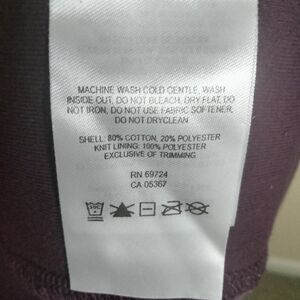 MACHINE WASH COLD GENTLE, WASH
INSIDE OUT, DO NOT BLEACH, DRY FLAT, DO
NOT IRON, DO NOT USE FABRIC SOFTENER,
DO NOT DRYCLEAN
SHELL: 80% COTTON, 20% POLYESTER
KNIT LINING: 100% POLYESTER
EXCLUSIVE OF TRIMMING
RN 69724
CA 05367